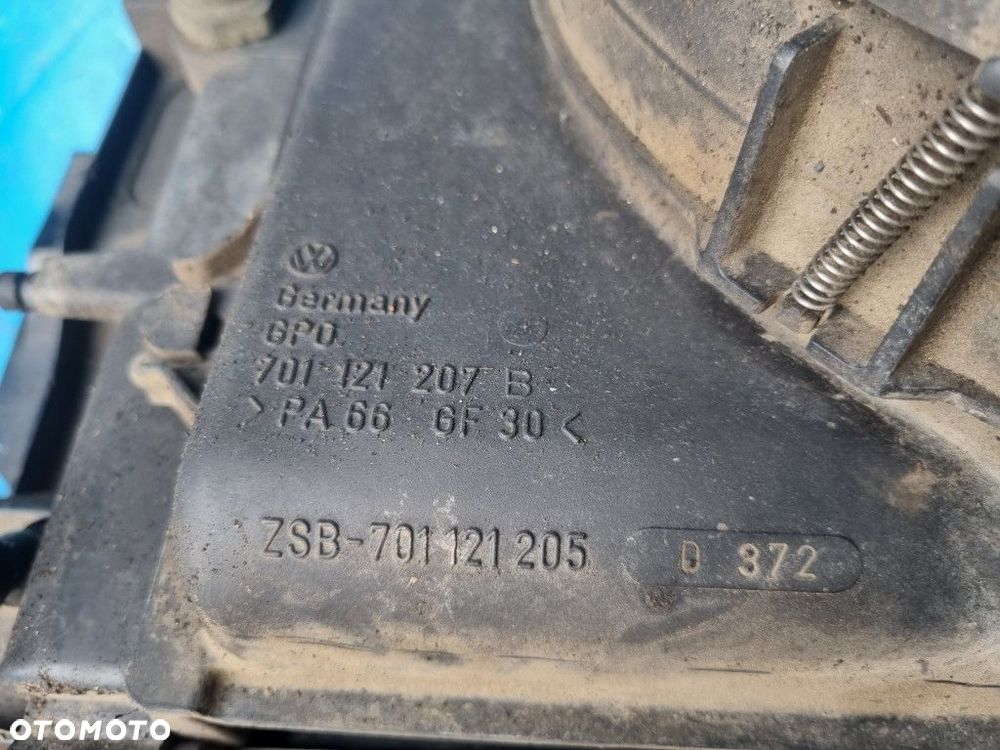 VW
Germany
GPO.
701 121 207 B
>PA 66 GF 30<
ZSB-701 121 205
D 372
OTOMOTO